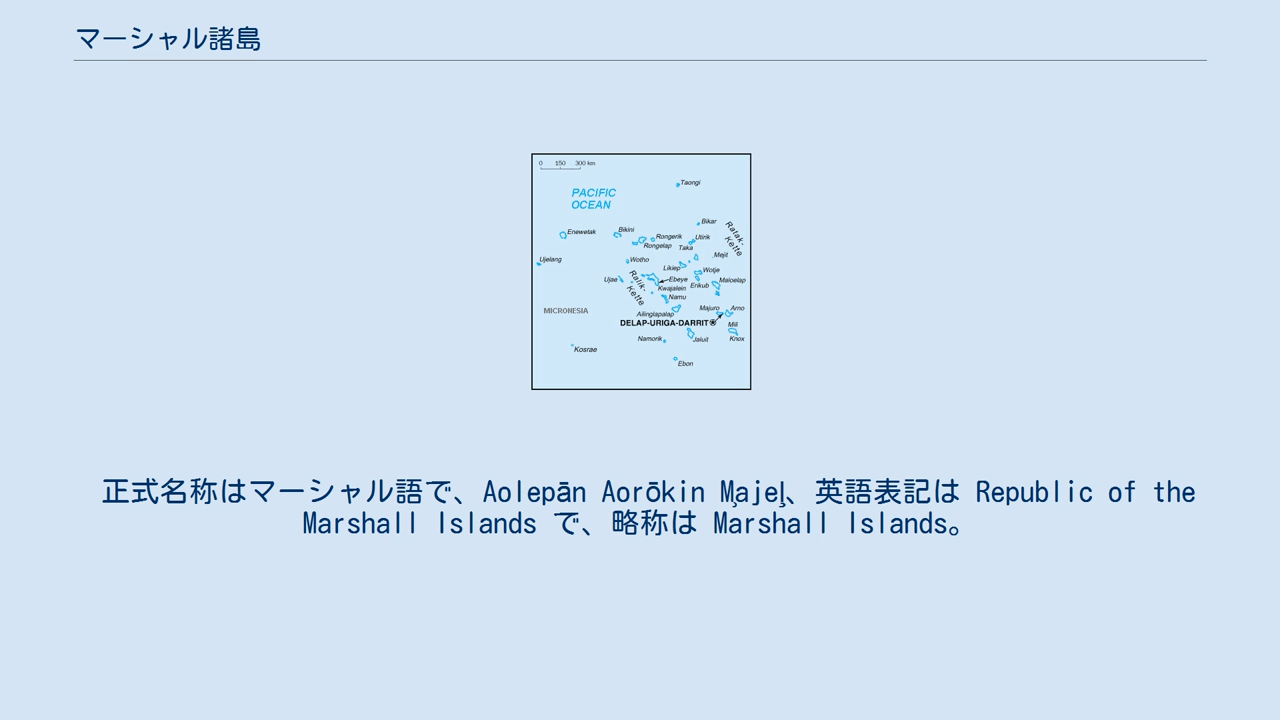 マーシャル諸島
0 150 300 km
Taongi
PACIFIC
OCEAN
Bikar
Ratak-
Kette
Enewetak
Bikini
Rongerik
Utirik
Rongelap
Taka
Mejit
Ujelang
Wotho
Likiep
Wotje
Ujae
Ralik-
Kette
Ebeye
Erikub
Maloelap
Kwajalein
Namu
MICRONESIA
Ailinglapalap
Majuro
Arno
DELAP-ULIGA-DARRIT
Mili
Namorik
Jaluit
Knox
Kosrae
Ebon
正式名称はマーシャル語で、Aolepān Aorōkin M̧ajeļ、英語表記は Republic of the
Marshall Islands で、略称は Marshall Islands。